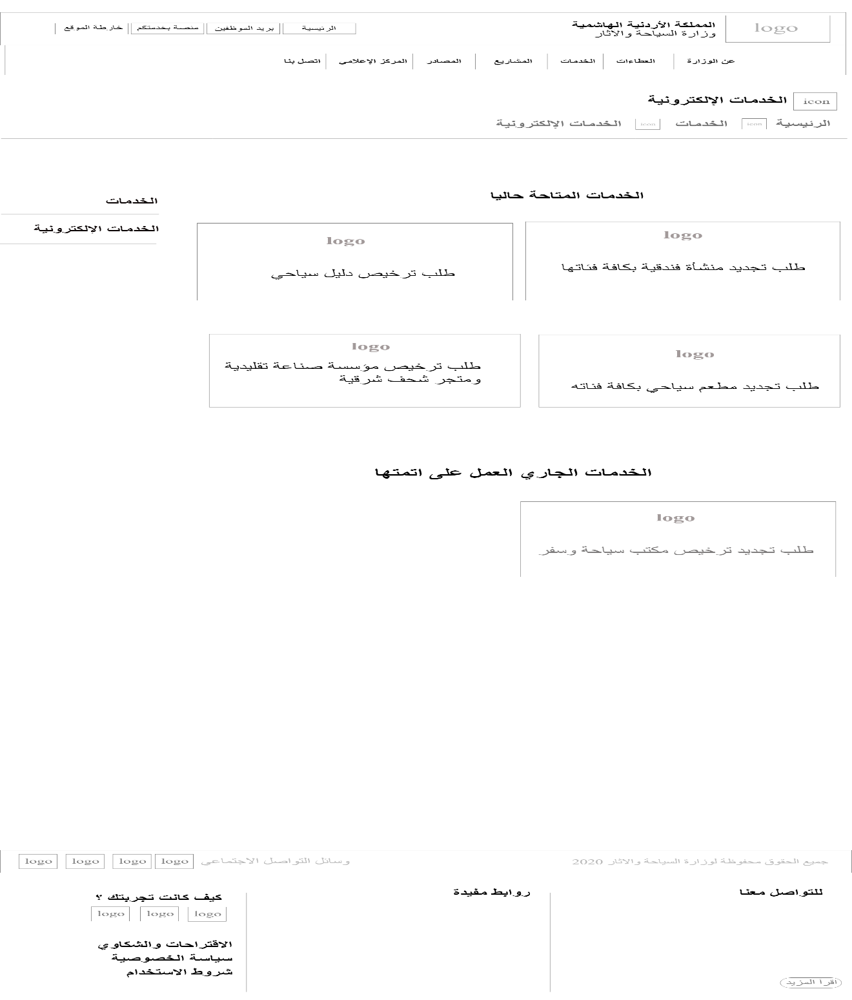 logo
المملكة الأردنية الهاشمية
وزارة السياحة والاثار
الرئيسية
بريد الموظفين
منصة بخدمتكم
خارطة الموقع
عن الوزارة
العطاءات
الخدمات
المشاريع
المصادر
المركز الإعلامي
اتصل بنا
icon
الخدمات الإلكترونية
الرئيسية
icon
الخدمات
icon
الخدمات الإلكترونية
الخدمات المتاحة حاليا
الخدمات
الخدمات الإلكترونية
logo
طلب تجديد منشأة فندقية بكافة فئاتها
logo
طلب ترخيص دليل سياحي
logo
طلب تجديد مطعم سياحي بكافة فئاته
logo
طلب ترخيص مؤسسة صناعة تقليدية
ومتجر شحف شرقية
الخدمات الجاري العمل على اتمتها
logo
طلب تجديد ترخيص مكتب سياحة وسفر
جميع الحقوق محفوظة لوزارة السياحة والاثار 2020
وسائل التواصل الاجتماعي
logo
logo
logo
logo
للتواصل معنا
اقرا المزيد
روابط مفيدة
كيف كانت تجربتك ؟
logo
logo
logo
الاقتراحات والشكاوي
سياسة الخصوصية
شروط الاستخدام